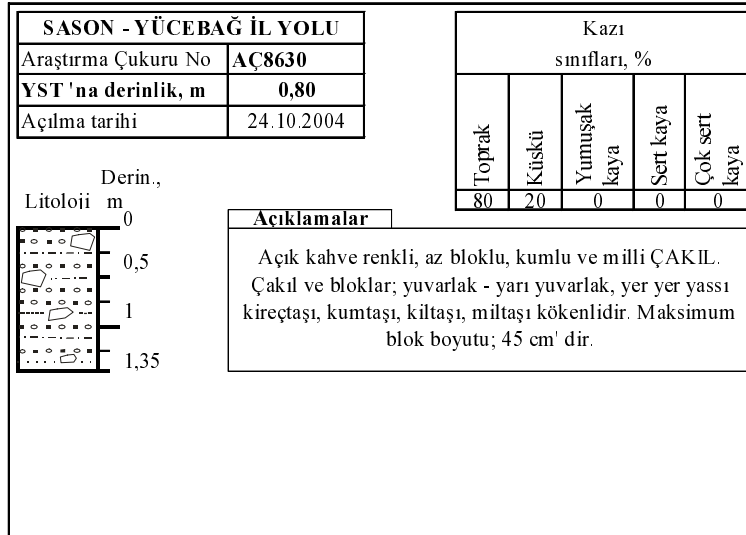 SASON - YÜCEBAĞ İL YOLU
Araştırma Çukuru No AÇ8630
YST 'na derinlik, m 0,80
Açılma tarihi 24.10.2004
Kazı
sınıfları, %
Toprak
Küskü
Yumuşak
kaya
Sert kaya
Çok sert
kaya
80 20 0 0 0
Derin.,
Litoloji m
0
0,5
1
1,35
Açıklamalar
Açık kahve renkli, az bloklu, kumlu ve milli ÇAKIL.
Çakıl ve bloklar; yuvarlak - yarı yuvarlak, yer yer yassı
kireçtaşı, kumtaşı, kiltaşı, miltaşı kökenlidir. Maksimum
blok boyutu; 45 cm' dir.